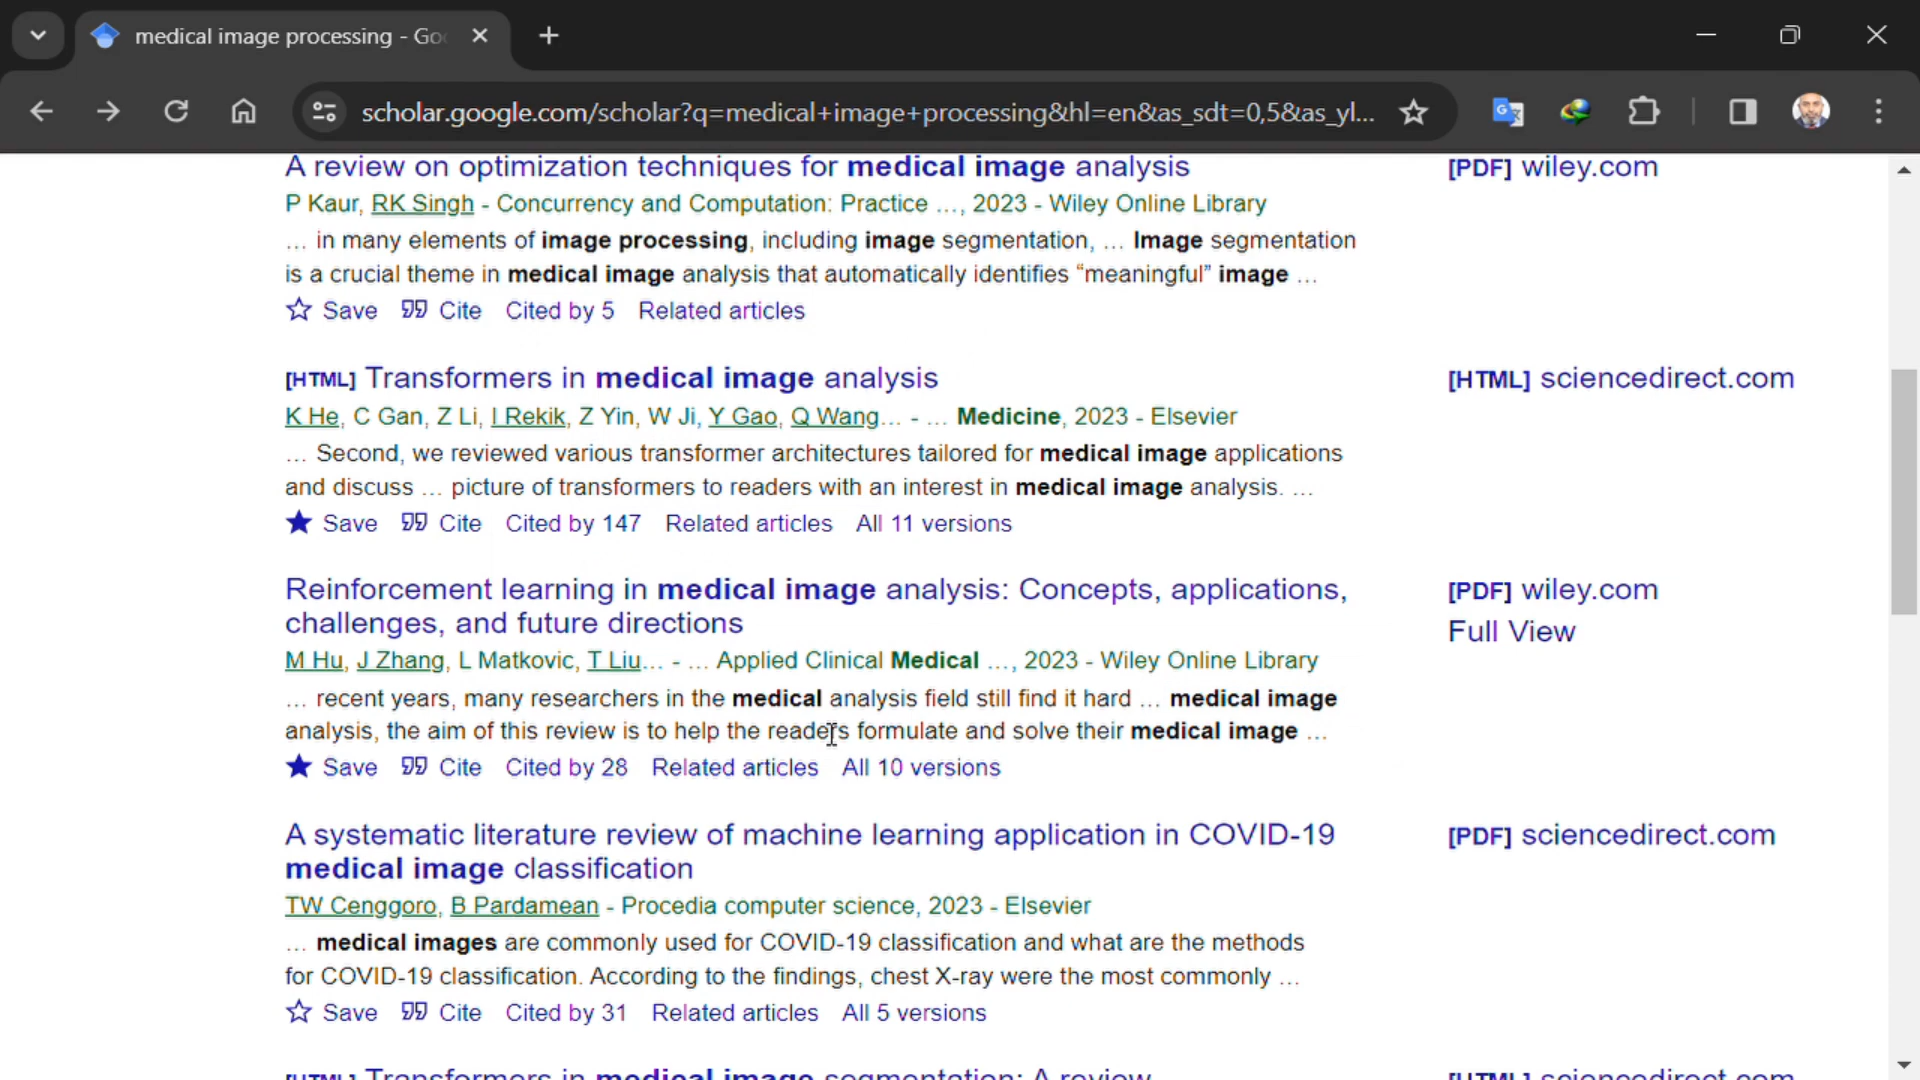 medical image processing - Goo
scholar.google.com/scholar?q=medical+image+processing&hl=en&as_sdt=0,5&as_yl...
A review on optimization techniques for medical image analysis
[PDF] wiley.com
P Kaur, RK Singh - Concurrency and Computation: Practice …, 2023 - Wiley Online Library
… in many elements of image processing, including image segmentation, … Image segmentation
is a crucial theme in medical image analysis that automatically identifies “meaningful” image …
Save Cite Cited by 5 Related articles
[HTML] Transformers in medical image analysis
[HTML] sciencedirect.com
K He, C Gan, Z Li, I Rekik, Z Yin, W Ji, Y Gao, Q Wang… - … Medicine, 2023 - Elsevier
… Second, we reviewed various transformer architectures tailored for medical image applications
and discuss … picture of transformers to readers with an interest in medical image analysis. …
Save Cite Cited by 147 Related articles All 11 versions
Reinforcement learning in medical image analysis: Concepts, applications,
challenges, and future directions
[PDF] wiley.com
Full View
M Hu, J Zhang, L Matkovic, T Liu… - … Applied Clinical Medical …, 2023 - Wiley Online Library
… recent years, many researchers in the medical analysis field still find it hard … medical image
analysis, the aim of this review is to help the readers formulate and solve their medical image …
Save Cite Cited by 28 Related articles All 10 versions
A systematic literature review of machine learning application in COVID-19
medical image classification
[PDF] sciencedirect.com
TW Cenggoro, B Pardamean - Procedia computer science, 2023 - Elsevier
… medical images are commonly used for COVID-19 classification and what are the methods
for COVID-19 classification. According to the findings, chest X-ray were the most commonly …
Save Cite Cited by 31 Related articles All 5 versions
[HTML] Transformers in medical image segmentation: A review
[HTML] sciencedirect.com